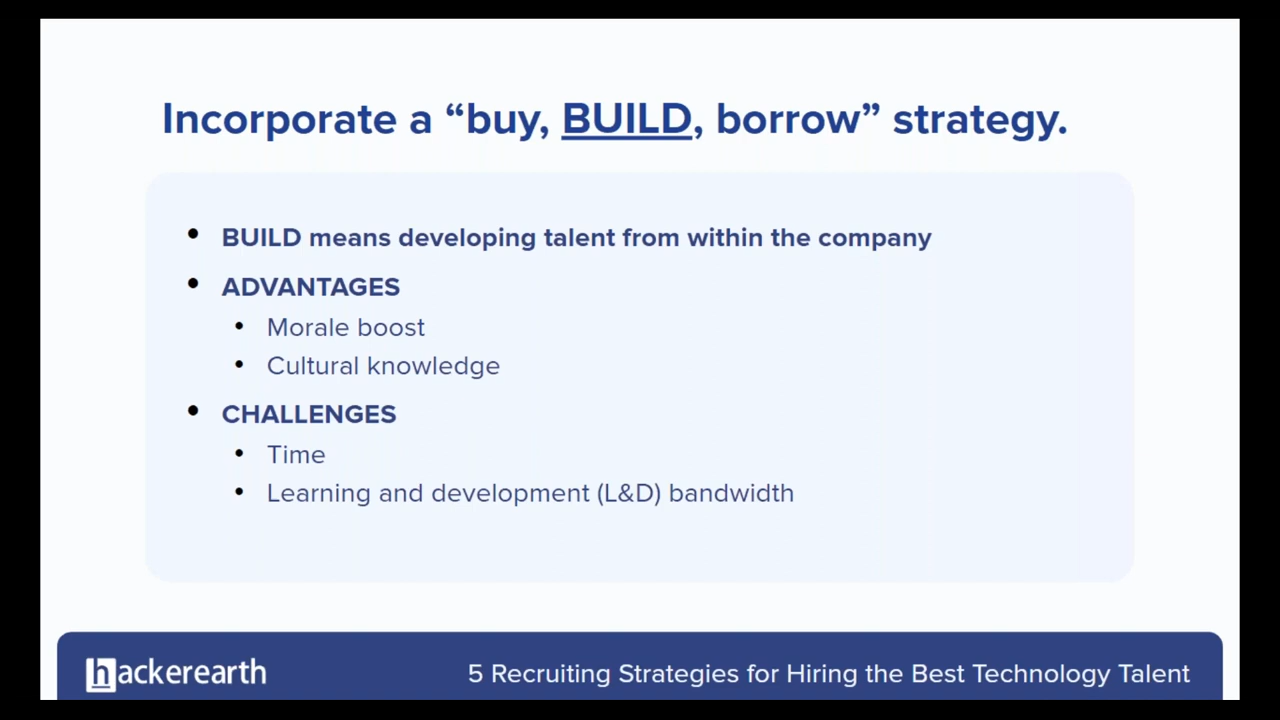 Incorporate a “buy, BUILD, borrow” strategy.
• BUILD means developing talent from within the company
• ADVANTAGES
• Morale boost
• Cultural knowledge
• CHALLENGES
• Time
• Learning and development (L&D) bandwidth
hackerearth
5 Recruiting Strategies for Hiring the Best Technology Talent